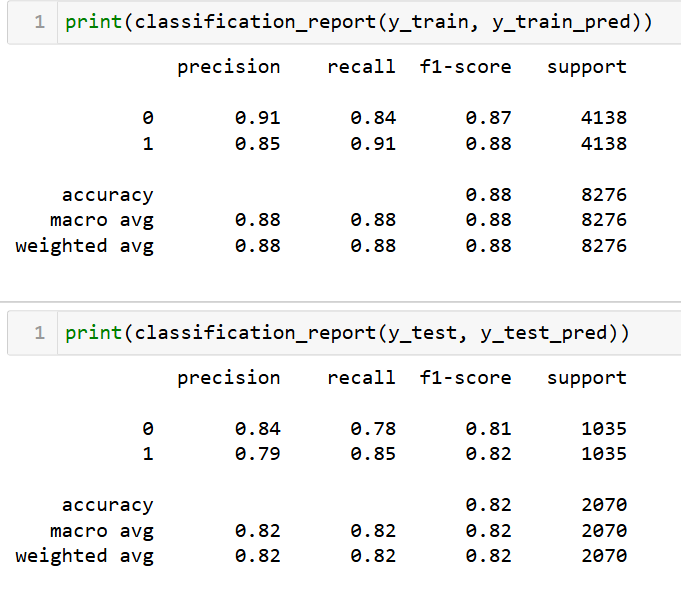 1 print(classification_report(y_train, y_train_pred))
precision recall f1-score support
0 0.91 0.84 0.87 4138
1 0.85 0.91 0.88 4138
accuracy 0.88 8276
macro avg 0.88 0.88 0.88 8276
weighted avg 0.88 0.88 0.88 8276
1 print(classification_report(y_test, y_test_pred))
precision recall f1-score support
0 0.84 0.78 0.81 1035
1 0.79 0.85 0.82 1035
accuracy 0.82 2070
macro avg 0.82 0.82 0.82 2070
weighted avg 0.82 0.82 0.82 2070